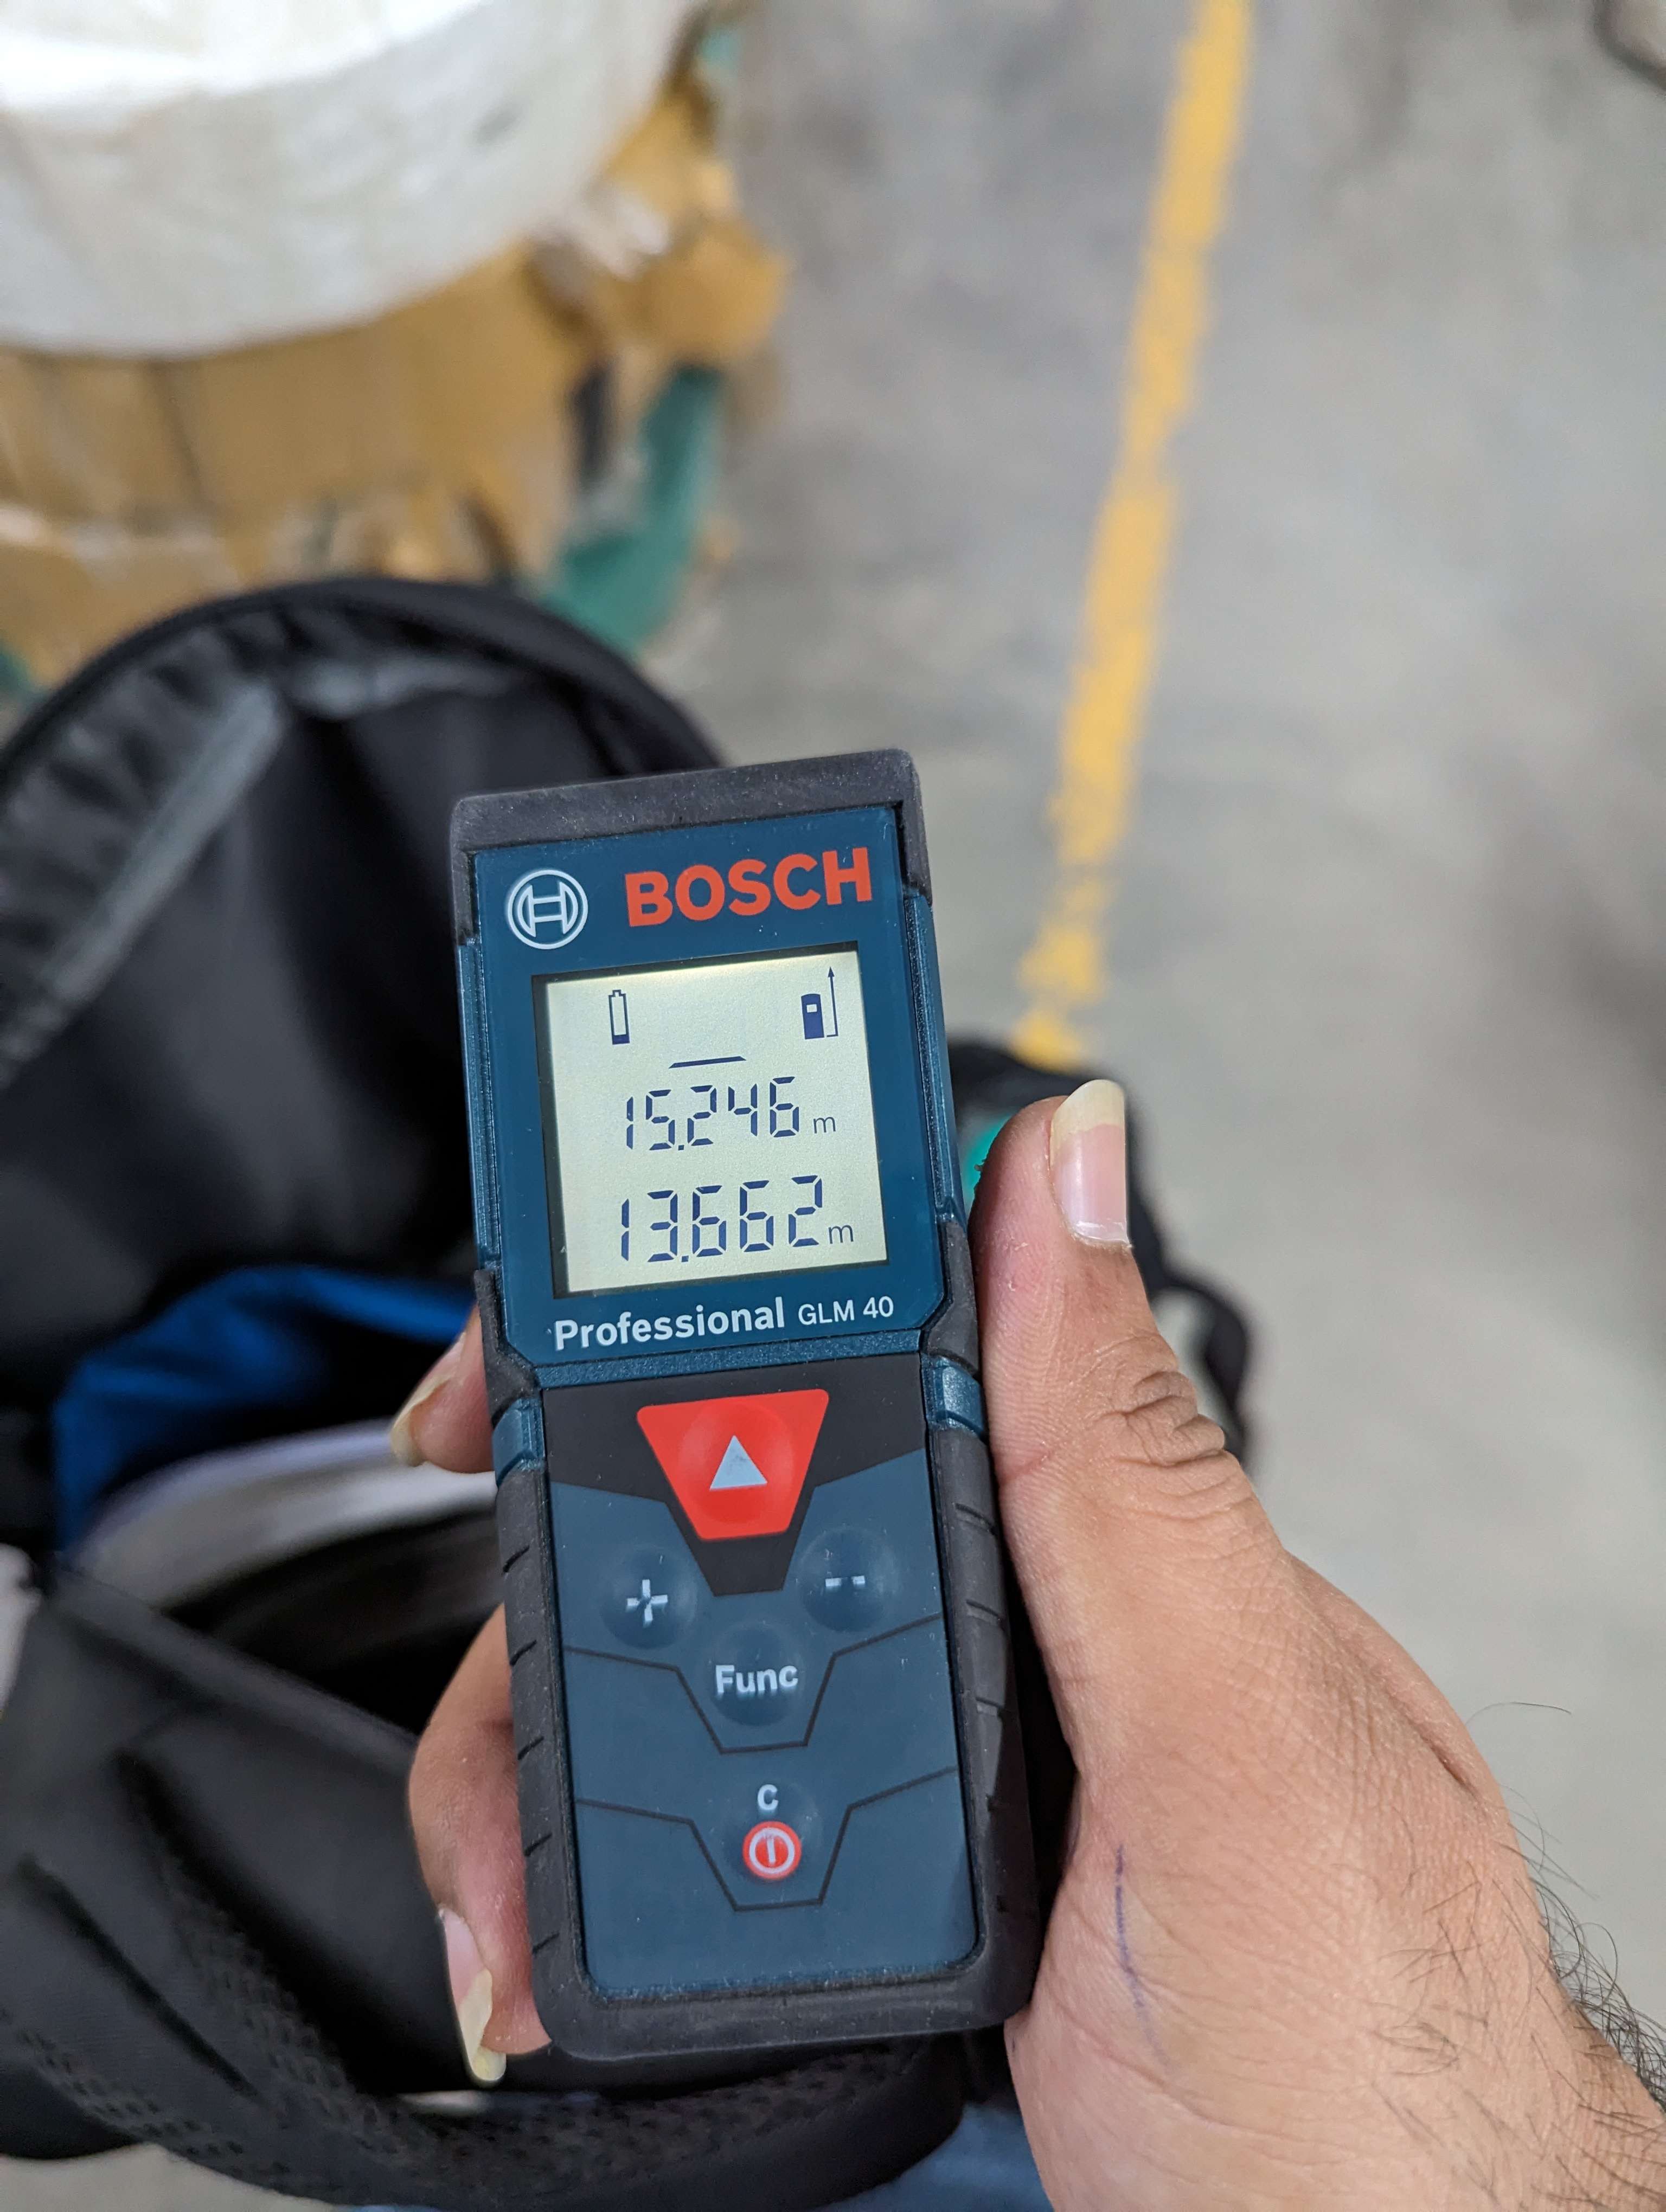 BOSCH
15.246 m
13.662 m
Professional GLM 40
+ -
Func
C